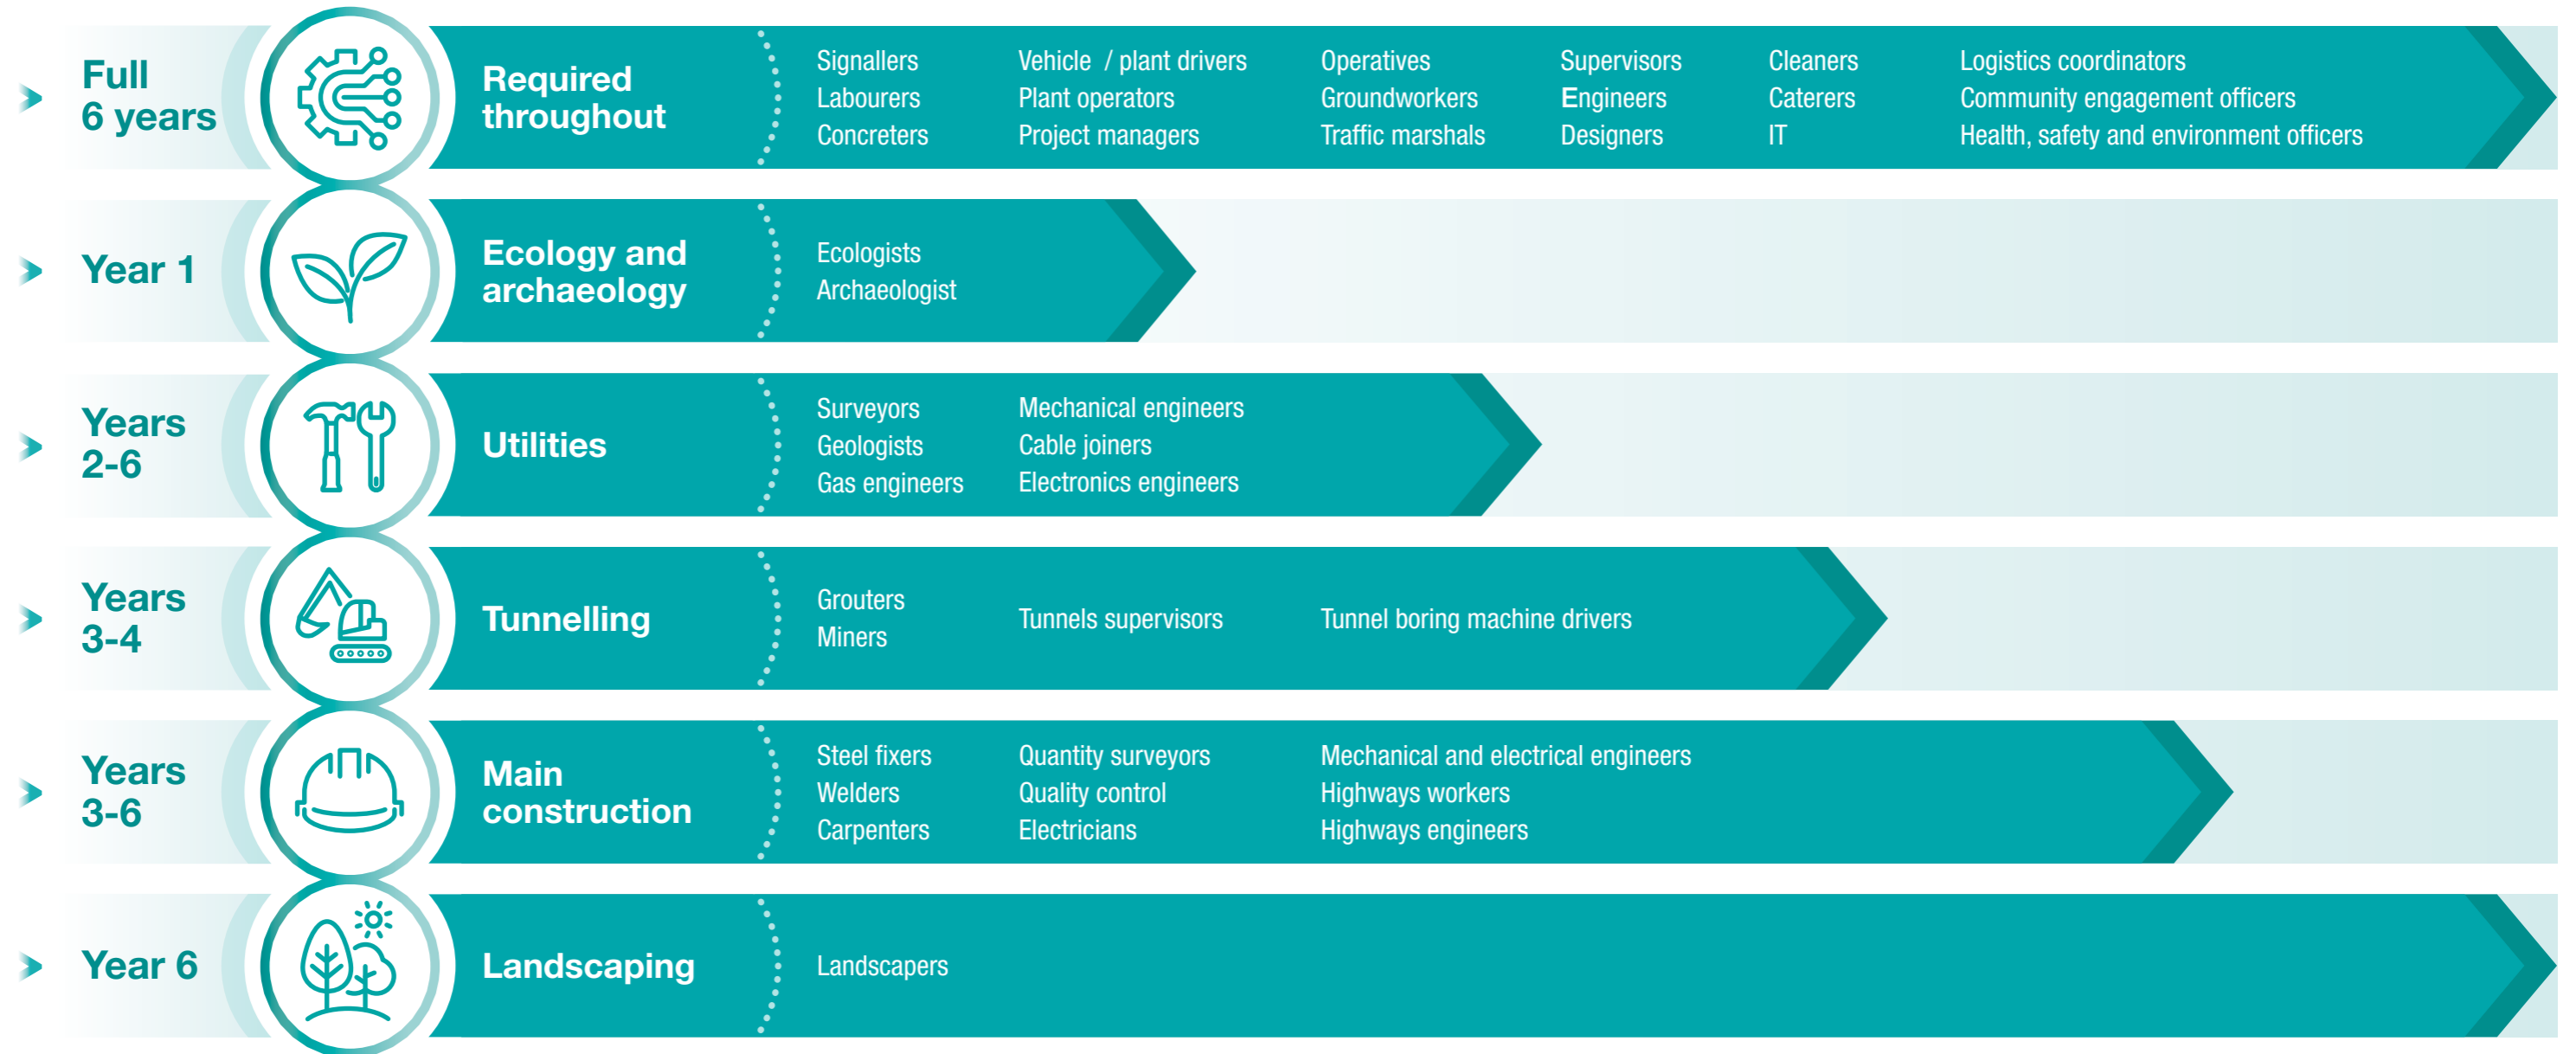 Full
6 years
Required
throughout
Signallers
Labourers
Concreters
Vehicle / plant drivers
Plant operators
Project managers
Operatives
Groundworkers
Traffic marshals
Supervisors
Engineers
Designers
Cleaners
Caterers
IT
Logistics coordinators
Community engagement officers
Health, safety and environment officers
Year 1
Ecology and
archaeology
Ecologists
Archaeologist
Years
2-6
Utilities
Surveyors
Geologists
Gas engineers
Mechanical engineers
Cable joiners
Electronics engineers
Years
3-4
Tunnelling
Grouters
Miners
Tunnels supervisors
Tunnel boring machine drivers
Years
3-6
Main
construction
Steel fixers
Welders
Carpenters
Quantity surveyors
Quality control
Electricians
Mechanical and electrical engineers
Highways workers
Highways engineers
Year 6
Landscaping
Landscapers